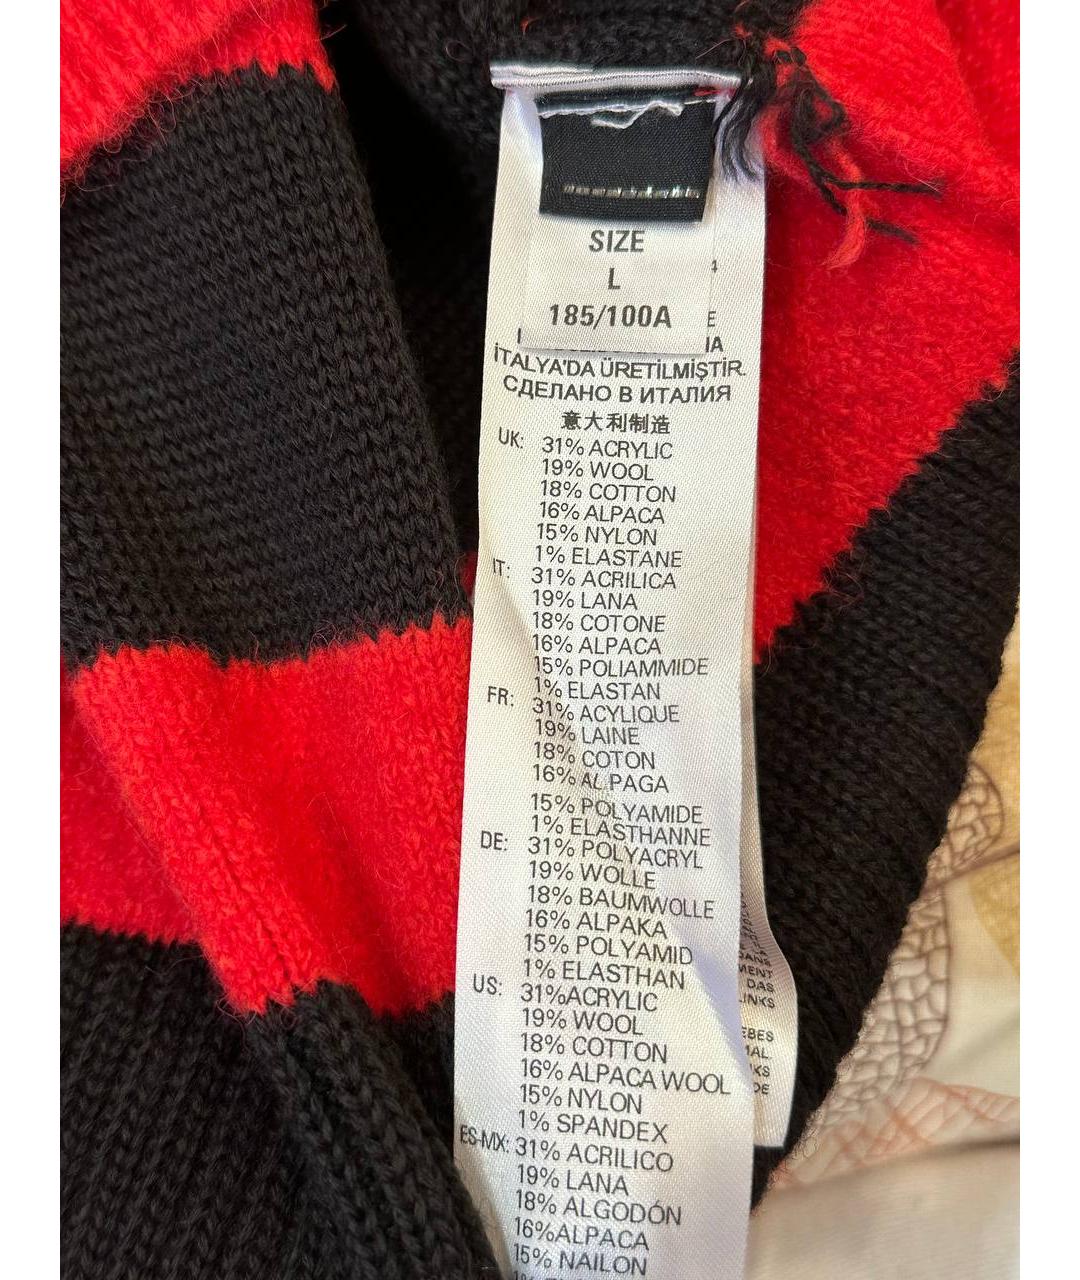 SIZE
L
185/100A
İTALYA'DA ÜRETİLMİŞTİR.
СДЕЛАНО В ИТАЛИЯ
意大利制造
UK: 31% ACRYLIC
19% WOOL
18% COTTON
16% ALPACA
15% NYLON
1% ELASTANE
IT: 31% ACRILICA
19% LANA
18% COTONE
16% ALPACA
15% POLIAMMIDE
1% ELASTAN
FR: 31% ACYLIQUE
19% LAINE
18% COTON
16% ALPAGA
15% POLYAMIDE
1% ELASTHANNE
DE: 31% POLYACRYL
19% WOLLE
18% BAUMWOLLE
16% ALPAKA
15% POLYAMID
1% ELASTHAN
US: 31%ACRYLIC
19% WOOL
18% COTTON
16% ALPACA WOOL
15% NYLON
1% SPANDEX
ES-MX: 31% ACRILICO
19% LANA
18% ALGODÓN
16%ALPACA
15% NAILON
DAS